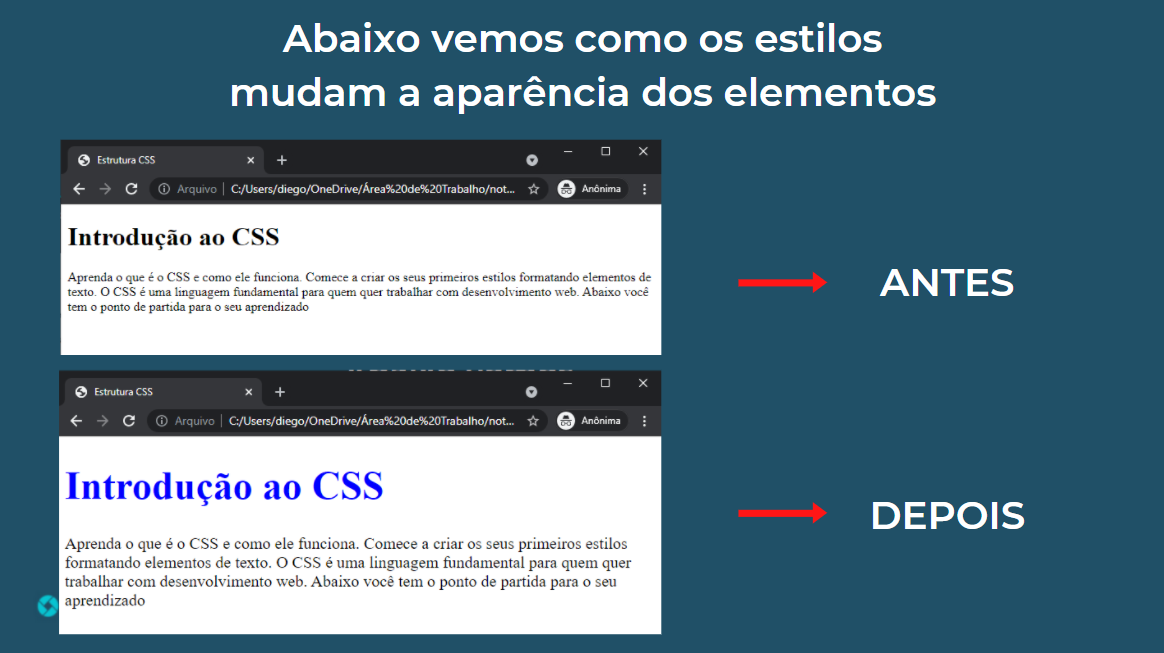 Abaixo vemos como os estilos
mudam a aparência dos elementos
Estrutura CSS
Arquivo | C:/Users/diego/OneDrive/Área%20de%20Trabalho/not... Anônima
Introdução ao CSS
Aprenda o que é o CSS e como ele funciona. Comece a criar os seus primeiros estilos formatando elementos de
texto. O CSS é uma linguagem fundamental para quem quer trabalhar com desenvolvimento web. Abaixo você
tem o ponto de partida para o seu aprendizado
ANTES
Estrutura CSS
Arquivo | C:/Users/diego/OneDrive/Área%20de%20Trabalho/not... Anônima
Introdução ao CSS
Aprenda o que é o CSS e como ele funciona. Comece a criar os seus primeiros estilos
formatando elementos de texto. O CSS é uma linguagem fundamental para quem quer
trabalhar com desenvolvimento web. Abaixo você tem o ponto de partida para o seu
aprendizado
DEPOIS